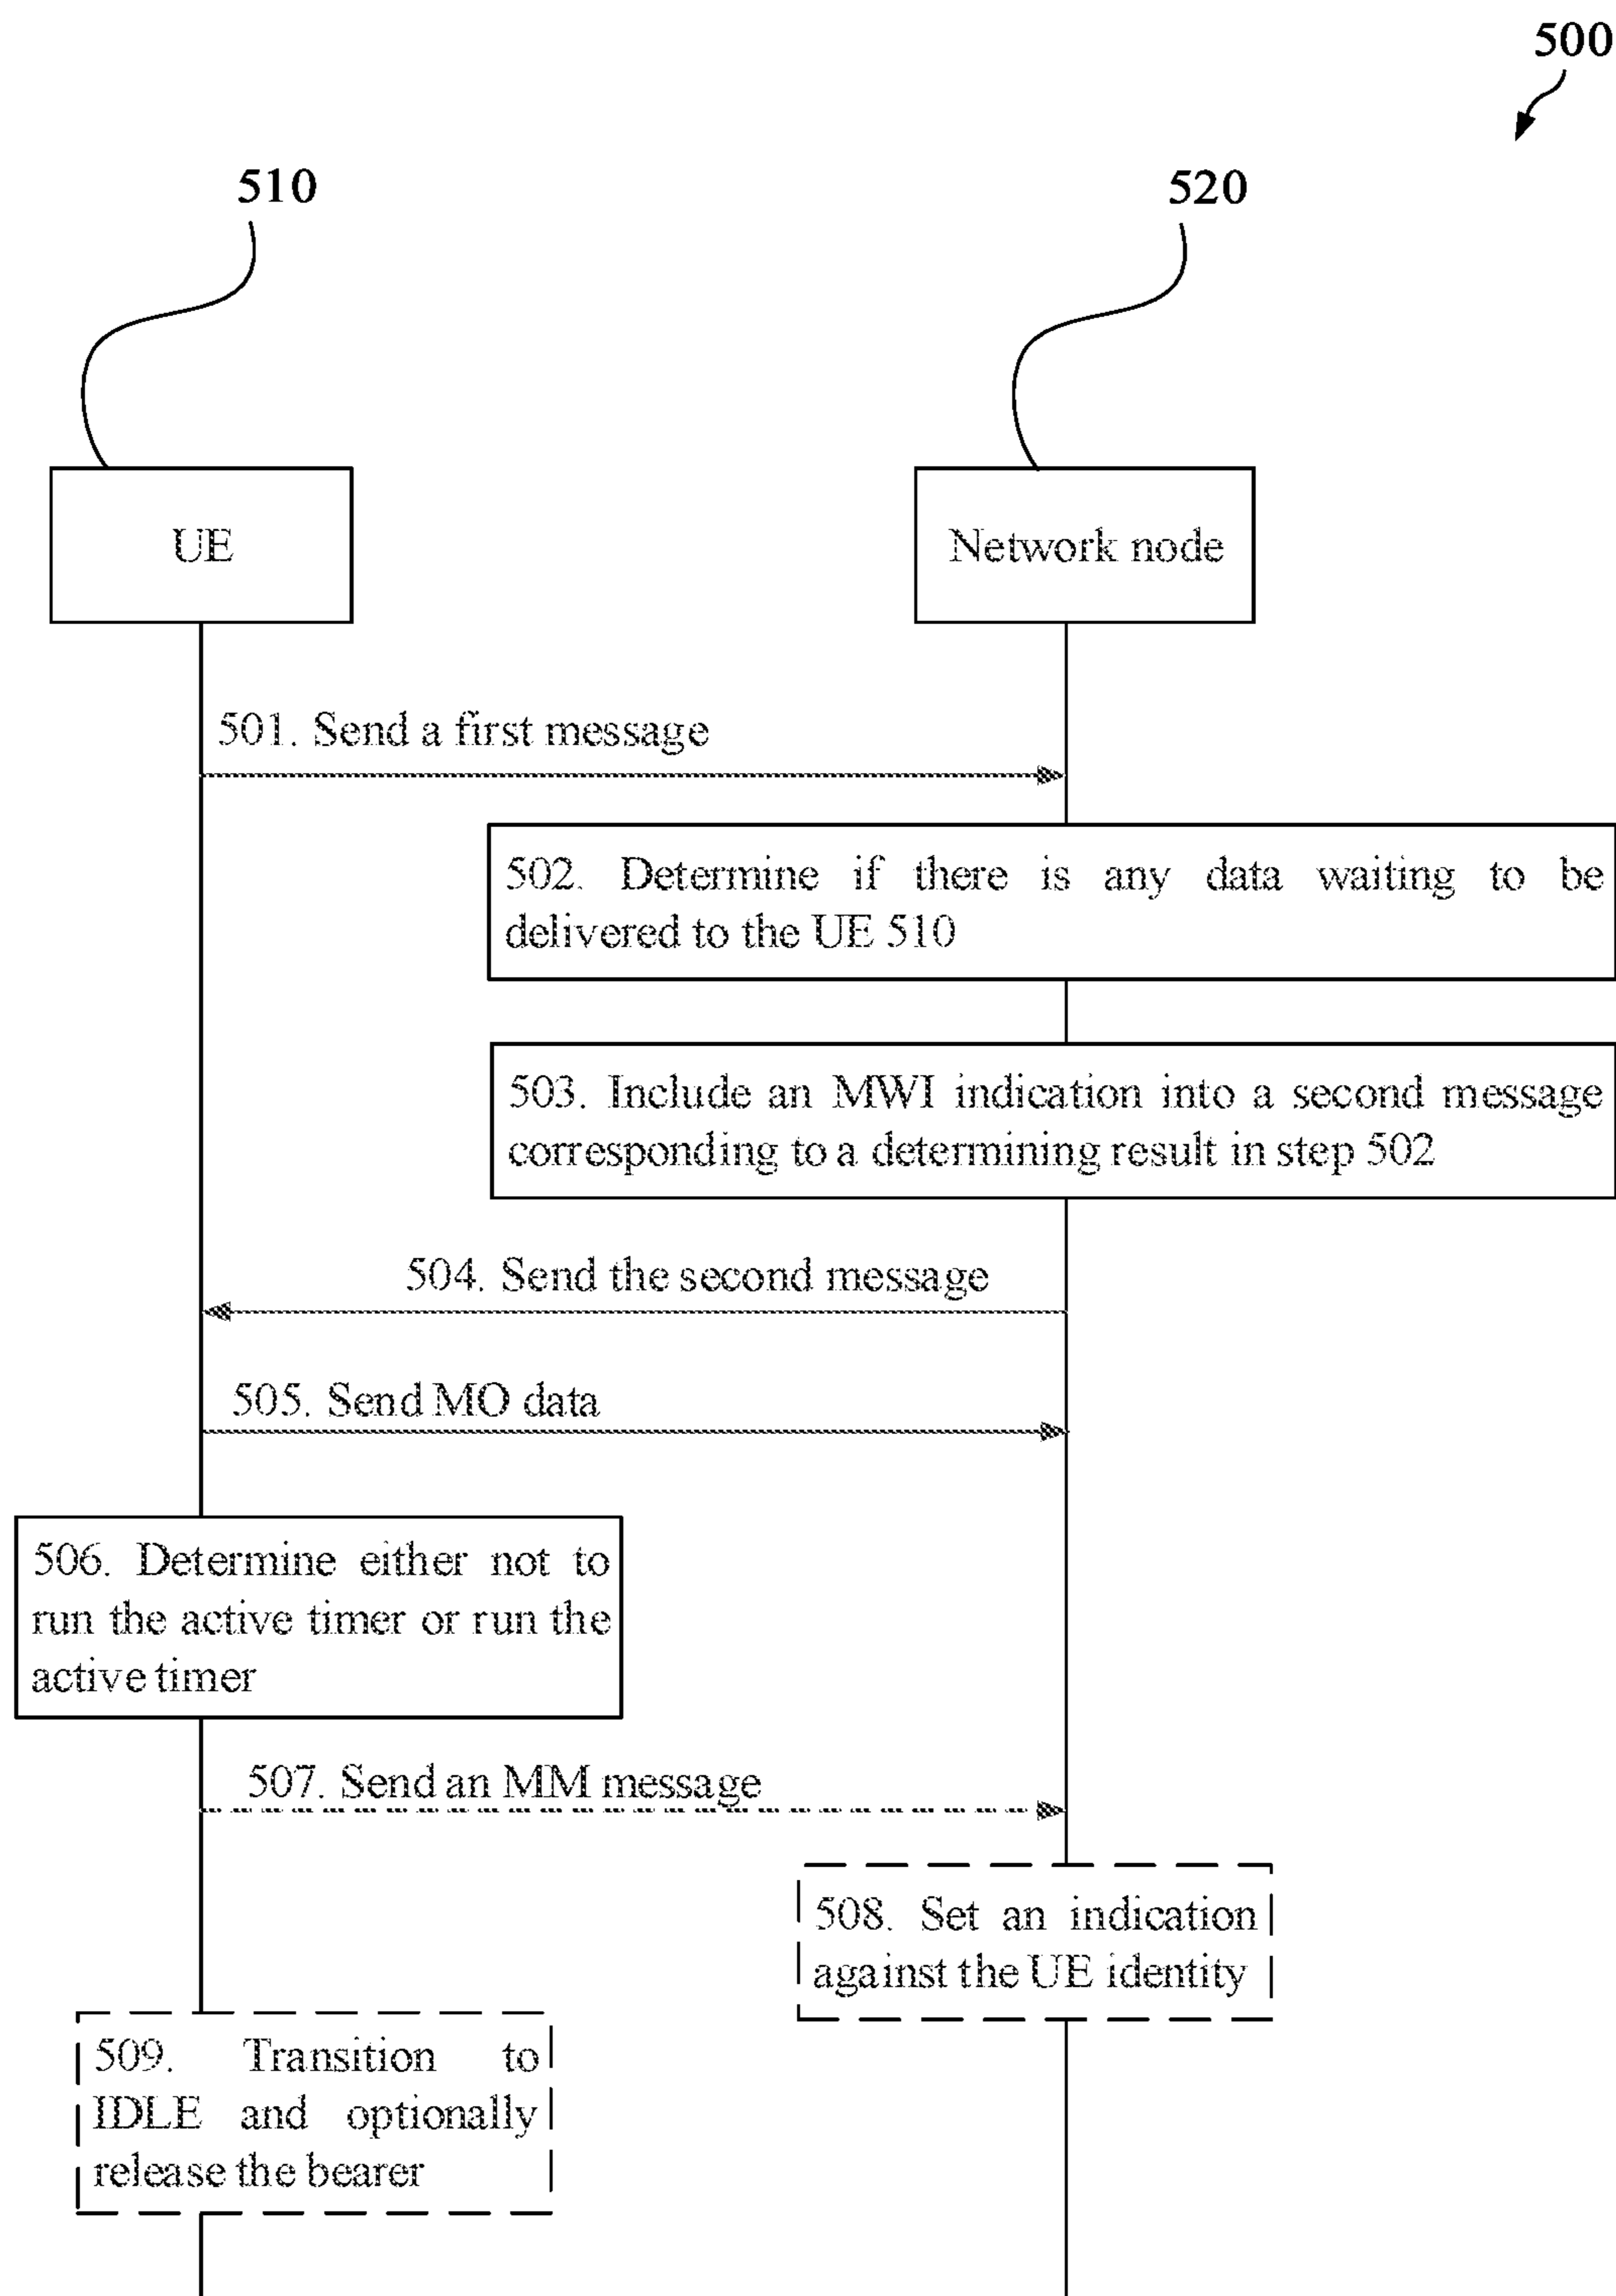 500
510
520
UE
Network node
501. Send a first message
502. Determine if there is any data waiting to be
delivered to the UE 510
503. Include an MWI indication into a second message
corresponding to a determining result in step 502
504. Send the second message
505. Send MO data
506. Determine either not to
run the active timer or run the
active timer
507. Send an MM message
508. Set an indication
against the UE identity
509. Transition to
IDLE and optionally
release the bearer